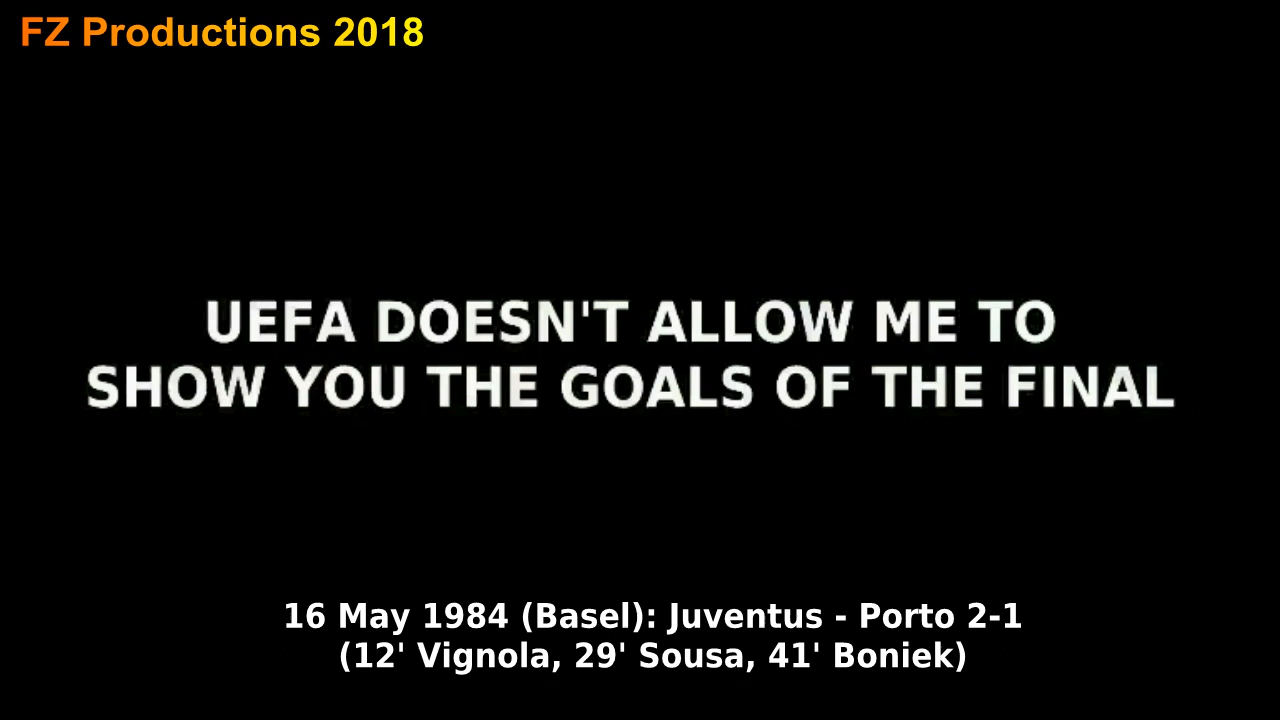 FZ Productions 2018
UEFA DOESN'T ALLOW ME TO
SHOW YOU THE GOALS OF THE FINAL
16 May 1984 (Basel): Juventus - Porto 2-1
(12' Vignola, 29' Sousa, 41' Boniek)